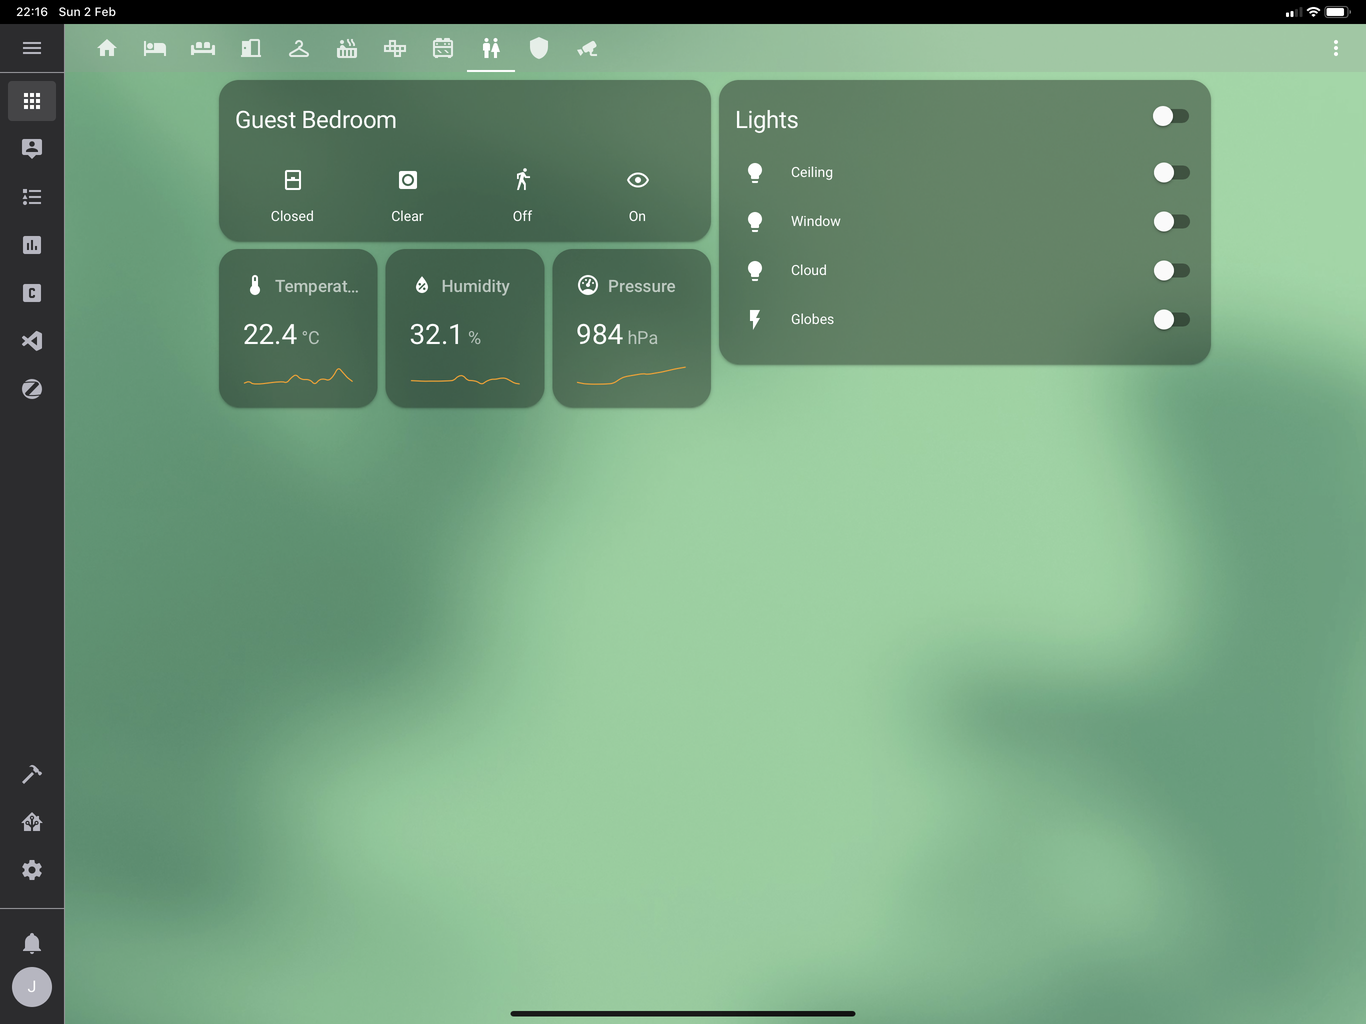 22:16 Sun 2 Feb
Guest Bedroom
Closed Clear Off On
Temperat... Humidity Pressure
22.4 °C 32.1 % 984 hPa
Lights
Ceiling
Window
Cloud
Globes
C
J